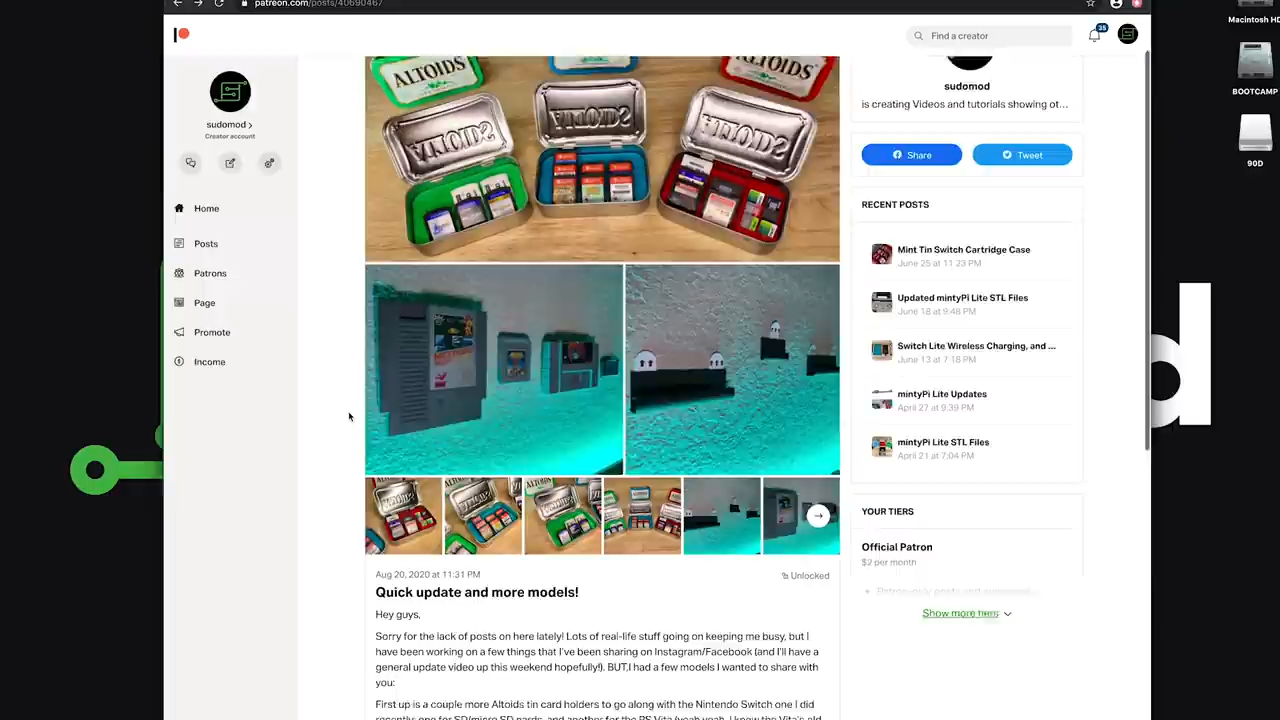 patreon.com/posts/40690467
Find a creator
35
Macintosh HD
BOOTCAMP
90D
sudomod
Creator account
Home
Posts
Patrons
Page
Promote
Income
ALTOIDS
ALTOIDS
sudomod
is creating Videos and tutorials showing ot...
Share
Tweet
RECENT POSTS
Mint Tin Switch Cartridge Case
June 25 at 11:23 PM
Updated mintyPi Lite STL Files
June 18 at 9:48 PM
Switch Lite Wireless Charging, and ...
June 13 at 7:18 PM
mintyPi Lite Updates
April 27 at 9:39 PM
mintyPi Lite STL Files
April 21 at 7:04 PM
YOUR TIERS
Official Patron
$2 per month
Show more tiers
Aug 20, 2020 at 11:31 PM
Unlocked
Quick update and more models!
Hey guys,
Sorry for the lack of posts on here lately! Lots of real-life stuff going on keeping me busy, but I
have been working on a few things that I've been sharing on Instagram/Facebook (and I'll have a
general update video up this weekend hopefully!). BUT,I had a few models I wanted to share with
you:
First up is a couple more Altoids tin card holders to go along with the Nintendo Switch one I did
d